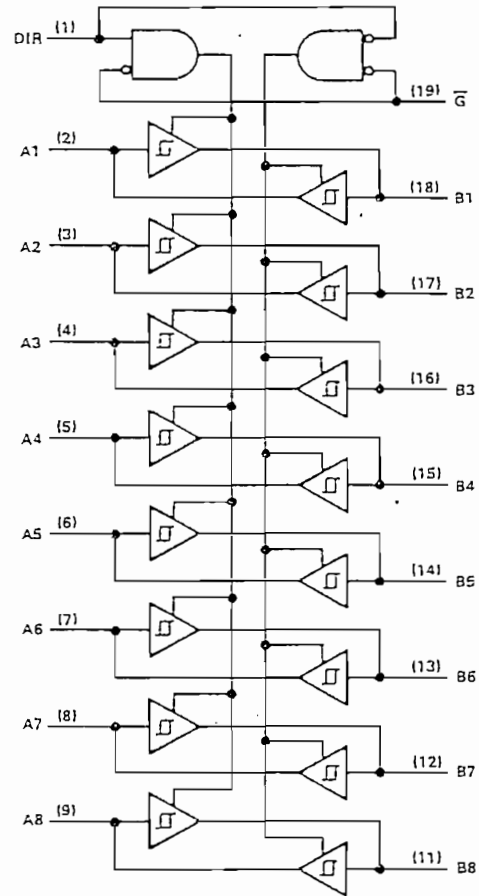 DIR (1)
(19) G̅
A1 (2)
(18) B1
A2 (3)
(17) B2
A3 (4)
(16) B3
A4 (5)
(15) B4
A5 (6)
(14) B5
A6 (7)
(13) B6
A7 (8)
(12) B7
A8 (9)
(11) B8